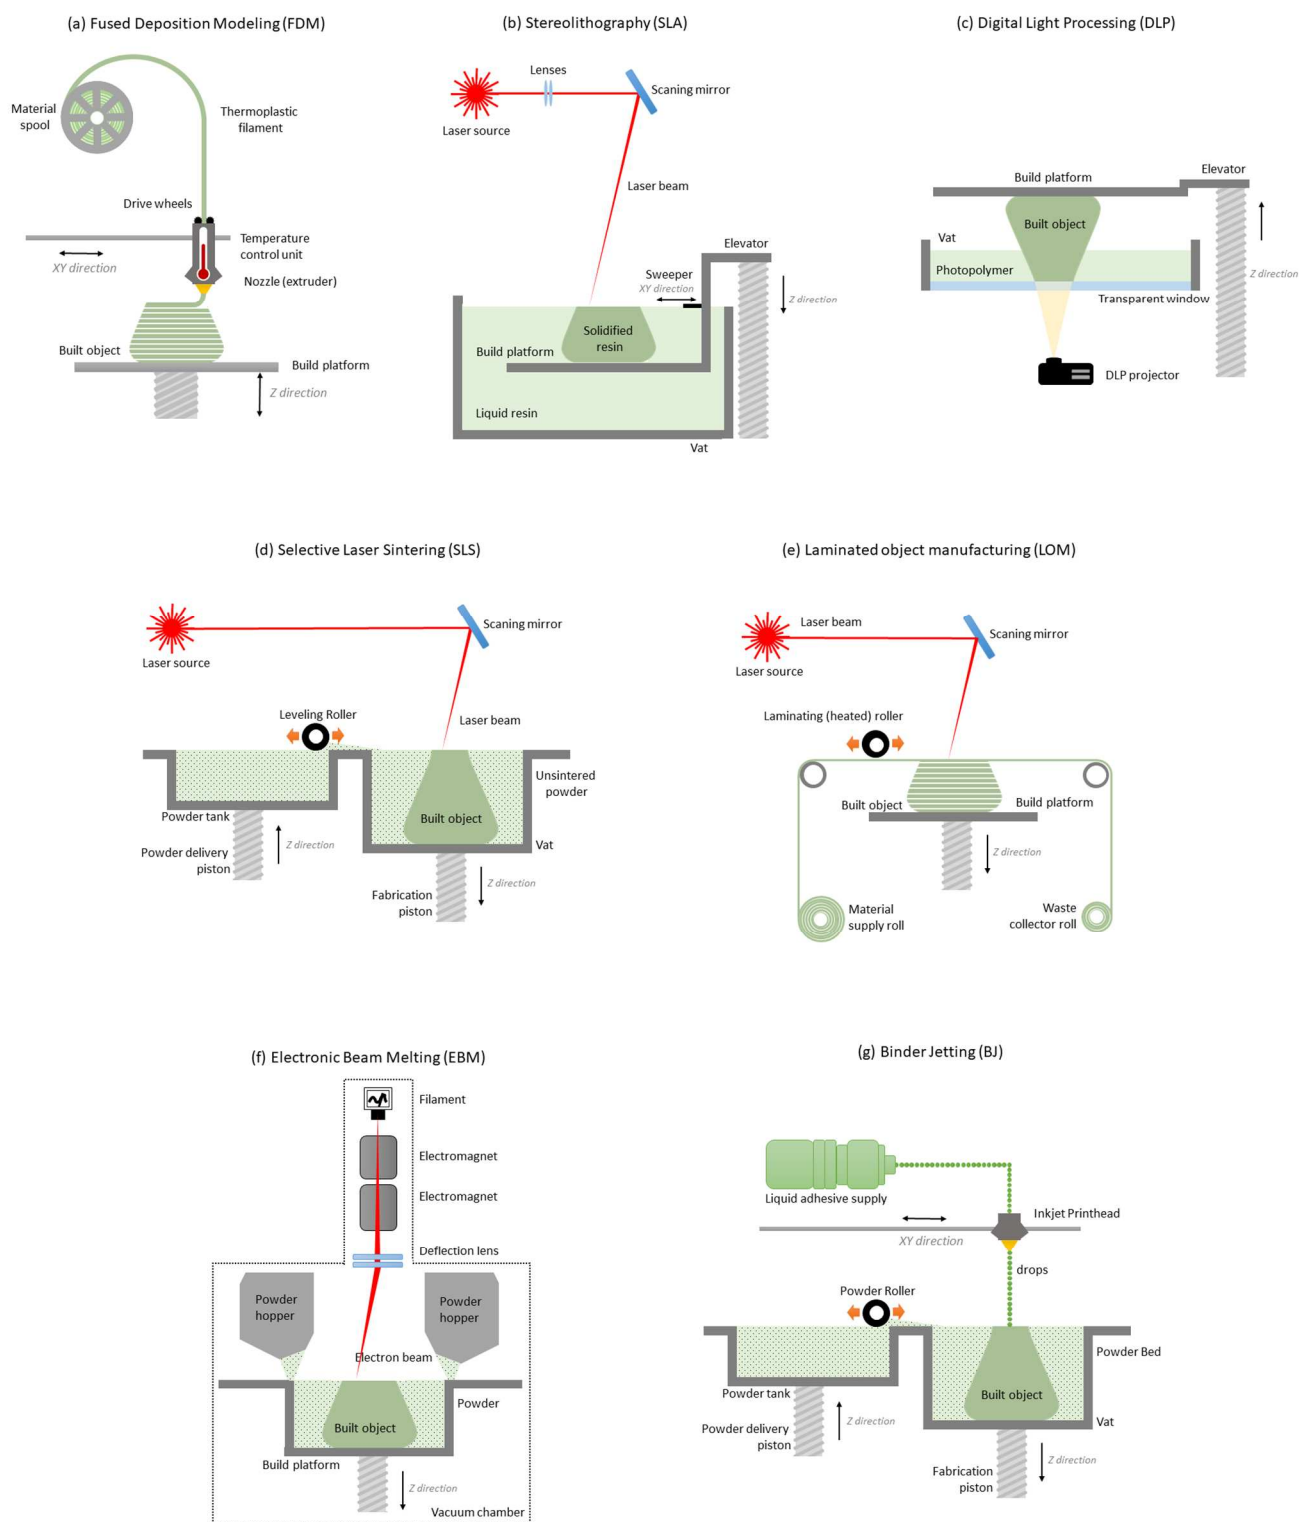 (a) Fused Deposition Modeling (FDM)
Material
spool
Thermoplastic
filament
Drive wheels
XY direction
Temperature
control unit
Nozzle (extruder)
Built object
Build platform
Z direction
(b) Stereolithography (SLA)
Lenses
Scaning mirror
Laser source
Laser beam
Elevator
Sweeper
XY direction
Z direction
Solidified
resin
Build platform
Liquid resin
Vat
(c) Digital Light Processing (DLP)
Build platform
Elevator
Built object
Vat
Photopolymer
Z direction
Transparent window
DLP projector
(d) Selective Laser Sintering (SLS)
Scaning mirror
Laser source
Leveling Roller
Laser beam
Unsintered
powder
Powder tank
Built object
Vat
Powder delivery
piston
Z direction
Fabrication
piston
Z direction
(e) Laminated object manufacturing (LOM)
Laser beam
Scaning mirror
Laser source
Laminating (heated) roller
Built object
Build platform
Z direction
Material
supply roll
Waste
collector roll
(f) Electronic Beam Melting (EBM)
Filament
Electromagnet
Electromagnet
Deflection lens
Powder
hopper
Powder
hopper
Electron beam
Powder
Built object
Build platform
Z direction
Vacuum chamber
(g) Binder Jetting (BJ)
Liquid adhesive supply
Inkjet Printhead
XY direction
drops
Powder Roller
Powder Bed
Powder tank
Built object
Vat
Powder delivery
piston
Z direction
Fabrication
piston
Z direction